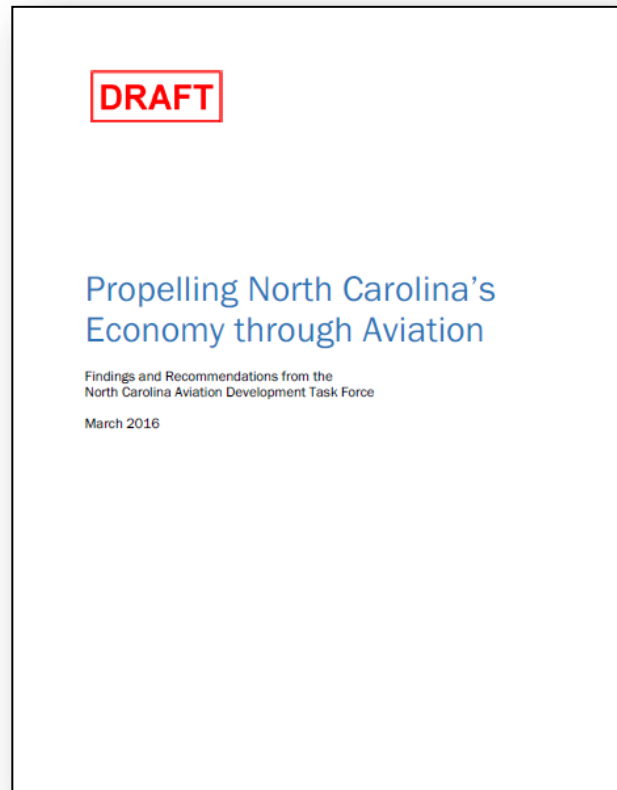 DRAFT
Propelling North Carolina's
Economy through Aviation
Findings and Recommendations from the
North Carolina Aviation Development Task Force
March 2016